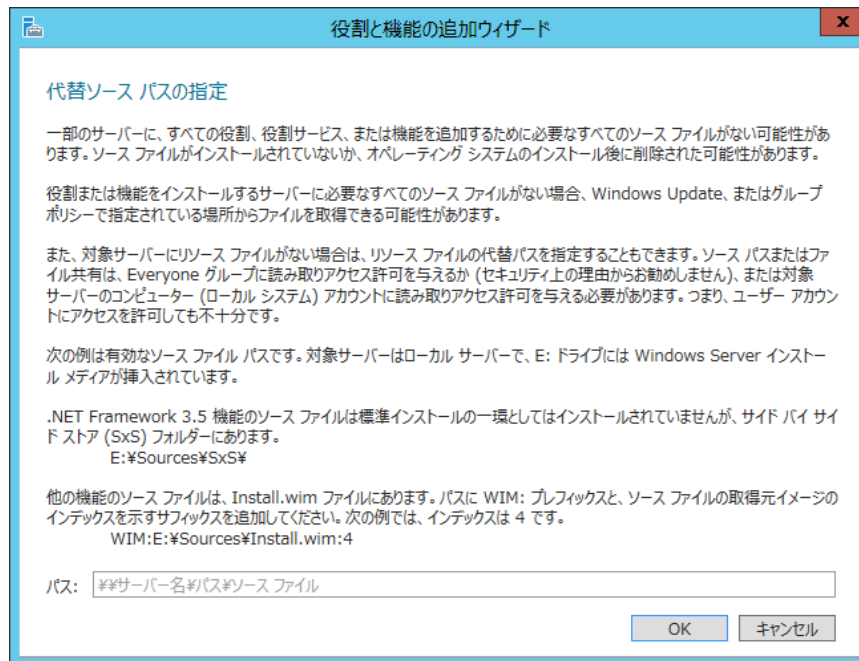 役割と機能の追加ウィザード
x
代替ソース パスの指定
一部のサーバーに、すべての役割、役割サービス、または機能を追加するために必要なすべてのソース ファイルがない可能性があ
ります。ソース ファイルがインストールされていないか、オペレーティング システムのインストール後に削除された可能性があります。
役割または機能をインストールするサーバーに必要なすべてのソース ファイルがない場合、Windows Update、またはグループ
ポリシーで指定されている場所からファイルを取得できる可能性があります。
また、対象サーバーにリソース ファイルがない場合は、リソース ファイルの代替パスを指定することもできます。ソース パスまたはファ
イル共有は、Everyone グループに読み取りアクセス許可を与えるか (セキュリティ上の理由からお勧めしません)、または対象
サーバーのコンピューター (ローカル システム) アカウントに読み取りアクセス許可を与える必要があります。つまり、ユーザー アカウン
トにアクセスを許可しても不十分です。
次の例は有効なソース ファイル パスです。対象サーバーはローカル サーバーで、E: ドライブには Windows Server インストー
ル メディアが挿入されています。
.NET Framework 3.5 機能のソース ファイルは標準インストールの一環としてはインストールされていませんが、サイド バイ サイ
ド ストア (SxS) フォルダーにあります。
E:¥Sources¥SxS¥
他の機能のソース ファイルは、Install.wim ファイルにあります。パスに WIM: プレフィックスと、ソース ファイルの取得元イメージの
インデックスを示すサフィックスを追加してください。次の例では、インデックスは 4 です。
WIM:E:¥Sources¥Install.wim:4
パス: ¥¥サーバー名¥パス¥ソース ファイル
OK キャンセル